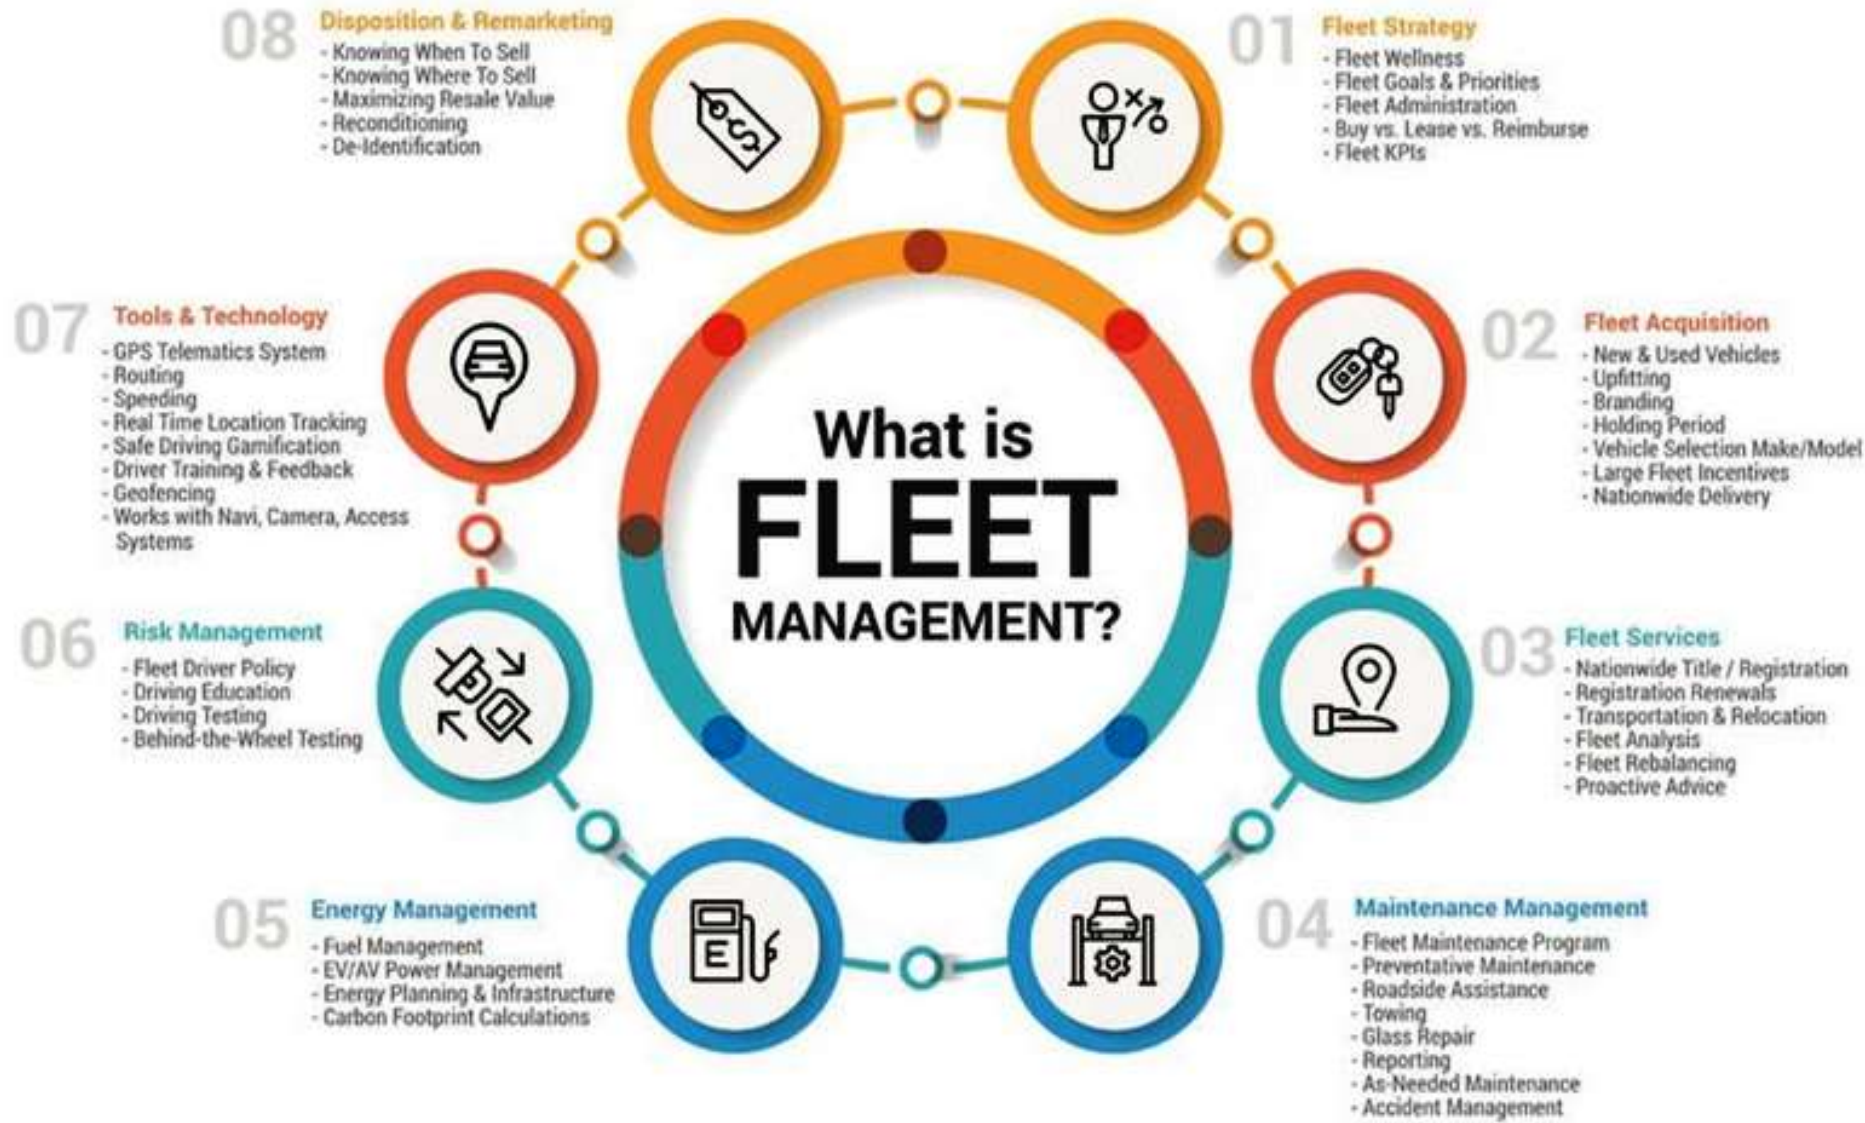 What is
FLEET
MANAGEMENT?
01
Fleet Strategy
- Fleet Wellness
- Fleet Goals & Priorities
- Fleet Administration
- Buy vs. Lease vs. Reimburse
- Fleet KPIs
02
Fleet Acquisition
- New & Used Vehicles
- Upfitting
- Branding
- Holding Period
- Vehicle Selection Make/Model
- Large Fleet Incentives
- Nationwide Delivery
03
Fleet Services
- Nationwide Title / Registration
- Registration Renewals
- Transportation & Relocation
- Fleet Analysis
- Fleet Rebalancing
- Proactive Advice
04
Maintenance Management
- Fleet Maintenance Program
- Preventative Maintenance
- Roadside Assistance
- Towing
- Glass Repair
- Reporting
- As-Needed Maintenance
- Accident Management
05
Energy Management
- Fuel Management
- EV/AV Power Management
- Energy Planning & Infrastructure
- Carbon Footprint Calculations
E
06
Risk Management
- Fleet Driver Policy
- Driving Education
- Driving Testing
- Behind-the-Wheel Testing
07
Tools & Technology
- GPS Telematics System
- Routing
- Speeding
- Real Time Location Tracking
- Safe Driving Gamification
- Driver Training & Feedback
- Geofencing
- Works with Navi, Camera, Access
Systems
08
Disposition & Remarketing
- Knowing When To Sell
- Knowing Where To Sell
- Maximizing Resale Value
- Reconditioning
- De-Identification
$